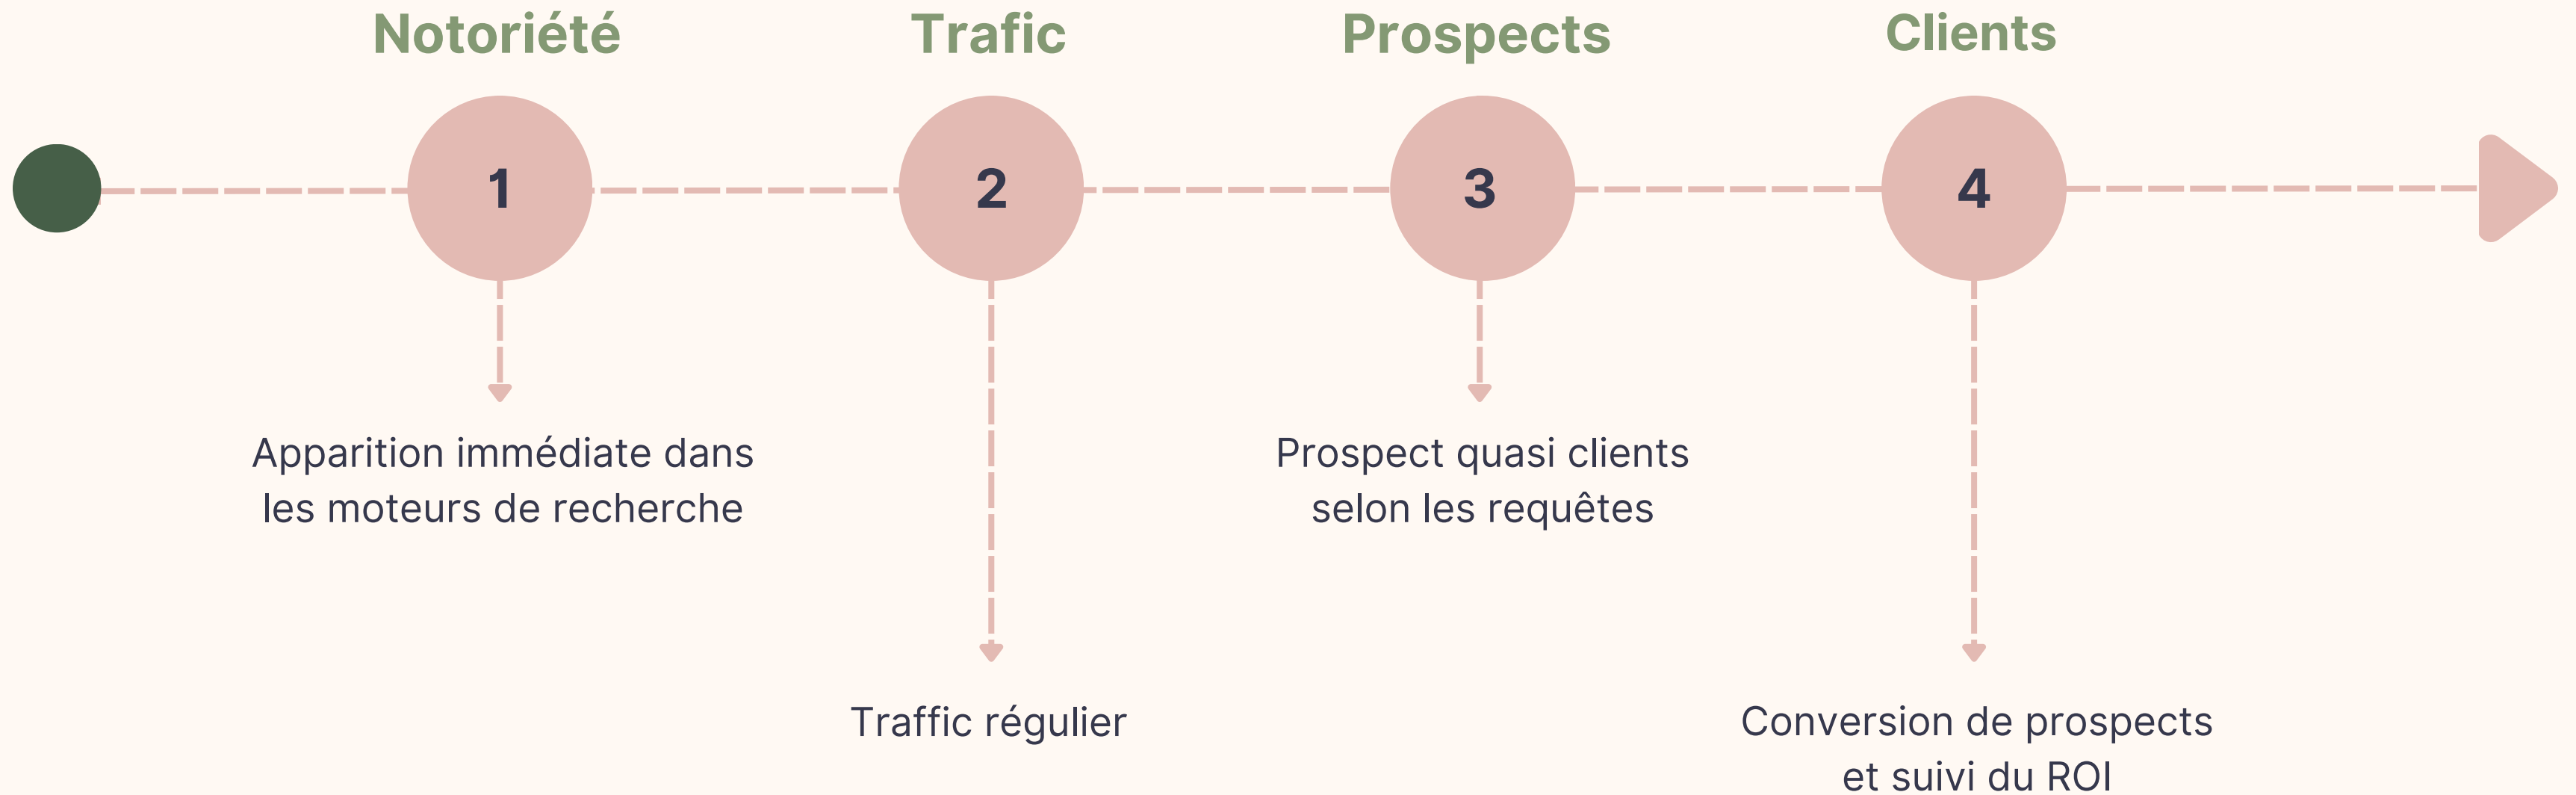 Notoriété
Trafic
Prospects
Clients
1
2
3
4
Apparition immédiate dans
les moteurs de recherche
Prospect quasi clients
selon les requêtes
Traffic régulier
Conversion de prospects
et suivi du ROI